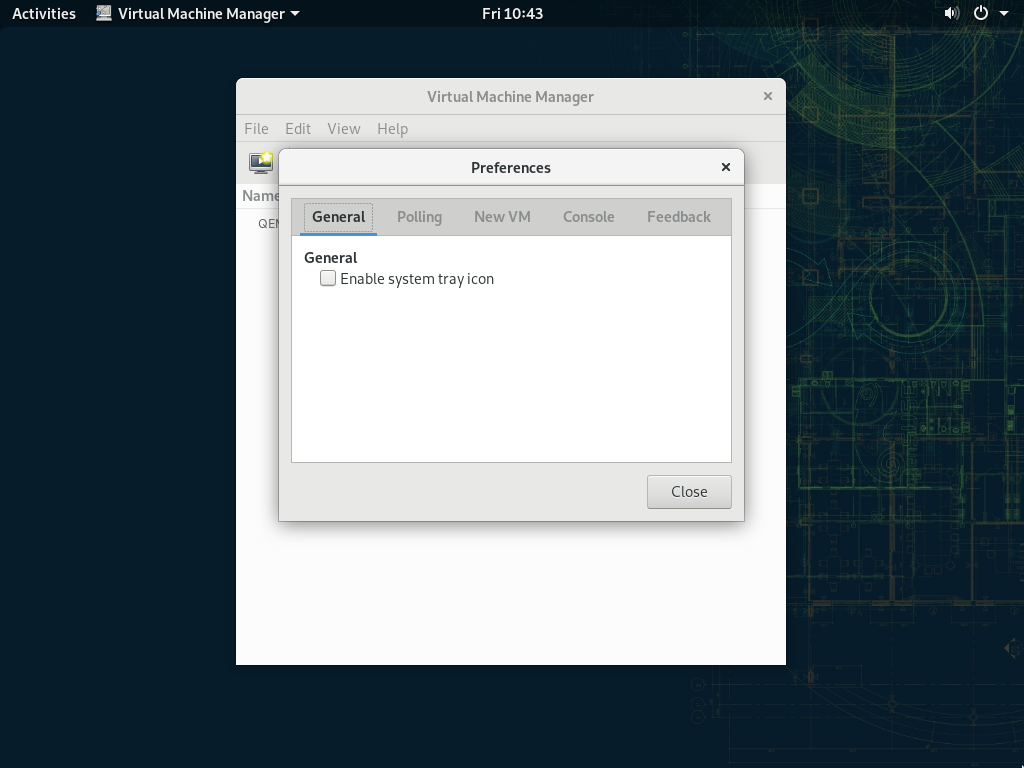 Activities Virtual Machine Manager Fri 10:43
Virtual Machine Manager
File Edit View Help
Preferences
Name
General Polling New VM Console Feedback
General
Enable system tray icon
Close